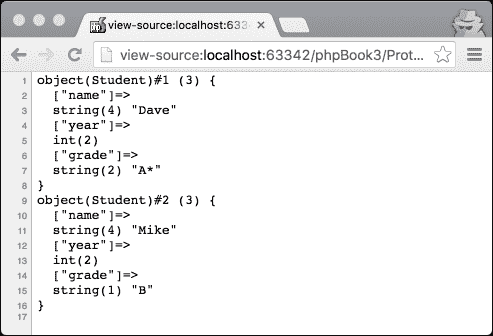 view-source:localhost:633
view-source:localhost:63342/phpBook3/Prot...
1 object(Student)#1 (3) {
2 ["name"]=>
3 string(4) "Dave"
4 ["year"]=>
5 int(2)
6 ["grade"]=>
7 string(2) "A*"
8 }
9 object(Student)#2 (3) {
10 ["name"]=>
11 string(4) "Mike"
12 ["year"]=>
13 int(2)
14 ["grade"]=>
15 string(1) "B"
16 }
17